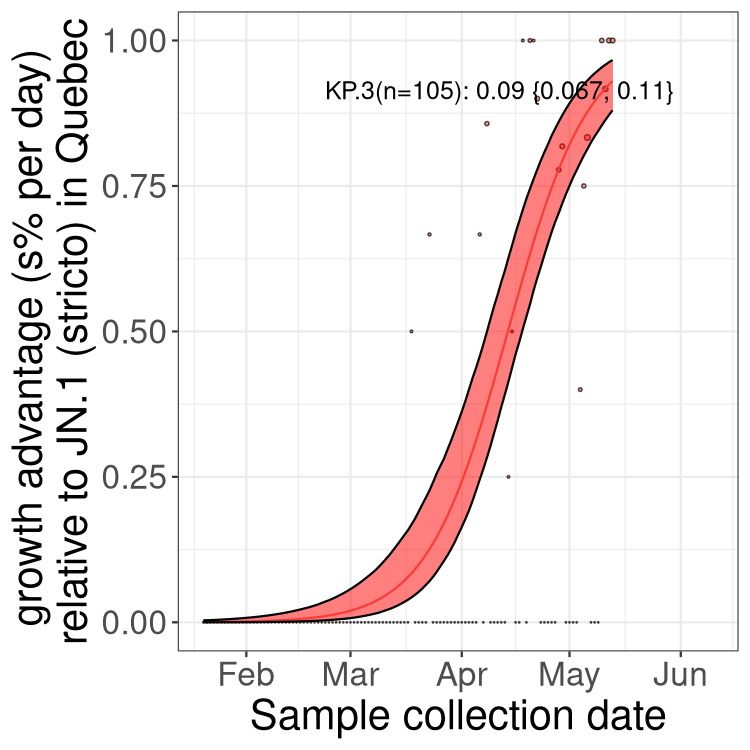 growth advantage (s% per day)
relative to JN.1 (stricto) in Quebec
1.00
0.75
0.50
0.25
0.00
KP.3(n=105): 0.09 {0.067, 0.11}
Feb Mar Apr May Jun
Sample collection date